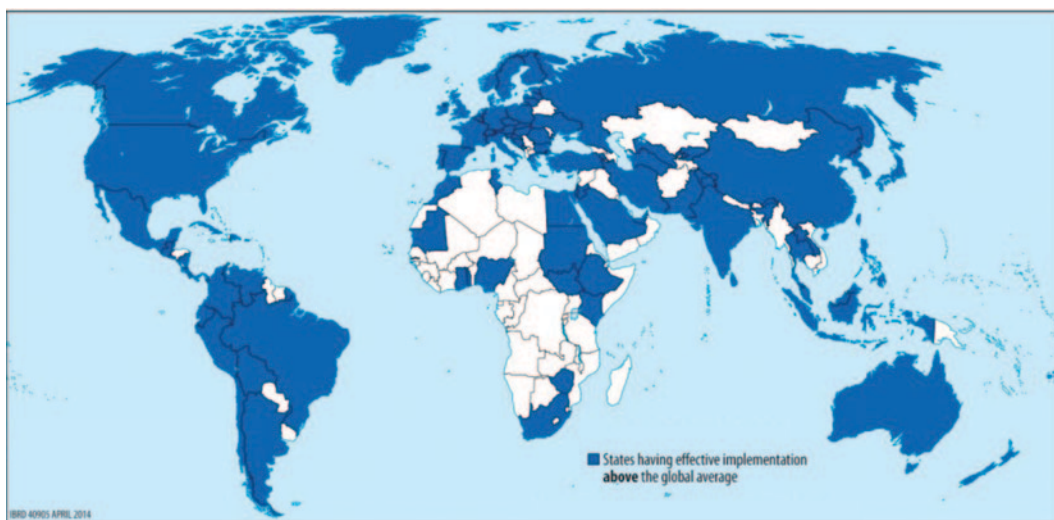 States having effective implementation
above the global average
IBRD 40905 APRIL 2014